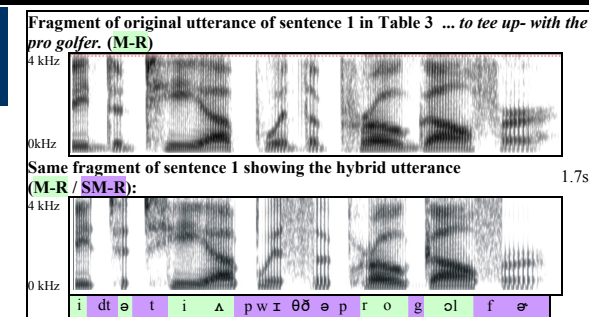 Fragment of original utterance of sentence 1 in Table 3 ... to tee up- with the
pro golfer. (M-R)
4 kHz
0kHz
Same fragment of sentence 1 showing the hybrid utterance
(M-R / SM-R):
1.7s
4 kHz
0 kHz
i dt ə t i ʌ p w ɪ θð ə p r o g ɔl f ɚ